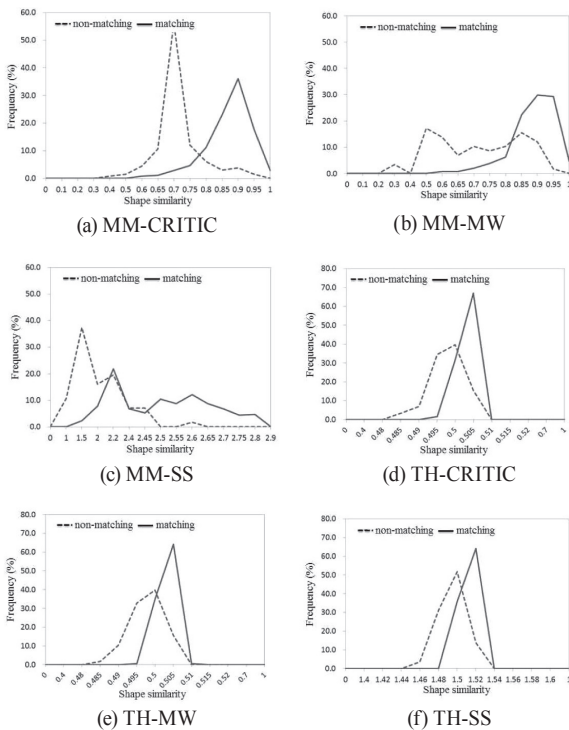 non-matching matching
Frequency (%)
60.0
50.0
40.0
30.0
20.0
10.0
0.0
0 0.1 0.2 0.3 0.4 0.5 0.6 0.65 0.7 0.75 0.8 0.85 0.9 0.95 1
Shape similarity
(a) MM-CRITIC
non-matching matching
Frequency (%)
60.0
50.0
40.0
30.0
20.0
10.0
0.0
0 0.1 0.2 0.3 0.4 0.5 0.6 0.65 0.7 0.75 0.8 0.85 0.9 0.95 1
Shape similarity
(b) MM-MW
non-matching matching
Frequency (%)
60.0
50.0
40.0
30.0
20.0
10.0
0.0
0 1 1.5 2 2.2 2.4 2.45 2.5 2.55 2.6 2.65 2.7 2.75 2.8 2.9
Shape similarity
(c) MM-SS
non-matching matching
Frequency (%)
80.0
70.0
60.0
50.0
40.0
30.0
20.0
10.0
0.0
0 0.4 0.48 0.485 0.49 0.495 0.5 0.505 0.51 0.515 0.52 0.7 1
Shape similarity
(d) TH-CRITIC
non-matching matching
Frequency (%)
80.0
70.0
60.0
50.0
40.0
30.0
20.0
10.0
0.0
0 0.4 0.48 0.485 0.49 0.495 0.5 0.505 0.51 0.515 0.52 0.7 1
Shape similarity
(e) TH-MW
non-matching matching
Frequency (%)
80.0
70.0
60.0
50.0
40.0
30.0
20.0
10.0
0.0
0 1.4 1.42 1.44 1.46 1.48 1.5 1.52 1.54 1.56 1.58 1.6 1
Shape similarity
(f) TH-SS